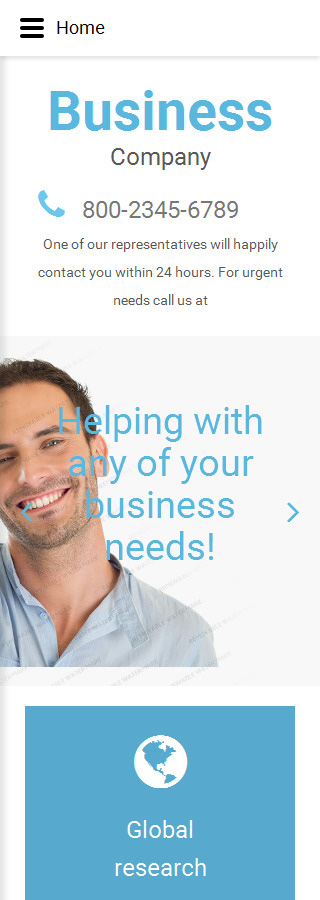 Home
Business
Company
800-2345-6789
One of our representatives will happily
contact you within 24 hours. For urgent
needs call us at
Helping with
any of your
business
needs!
Global
research